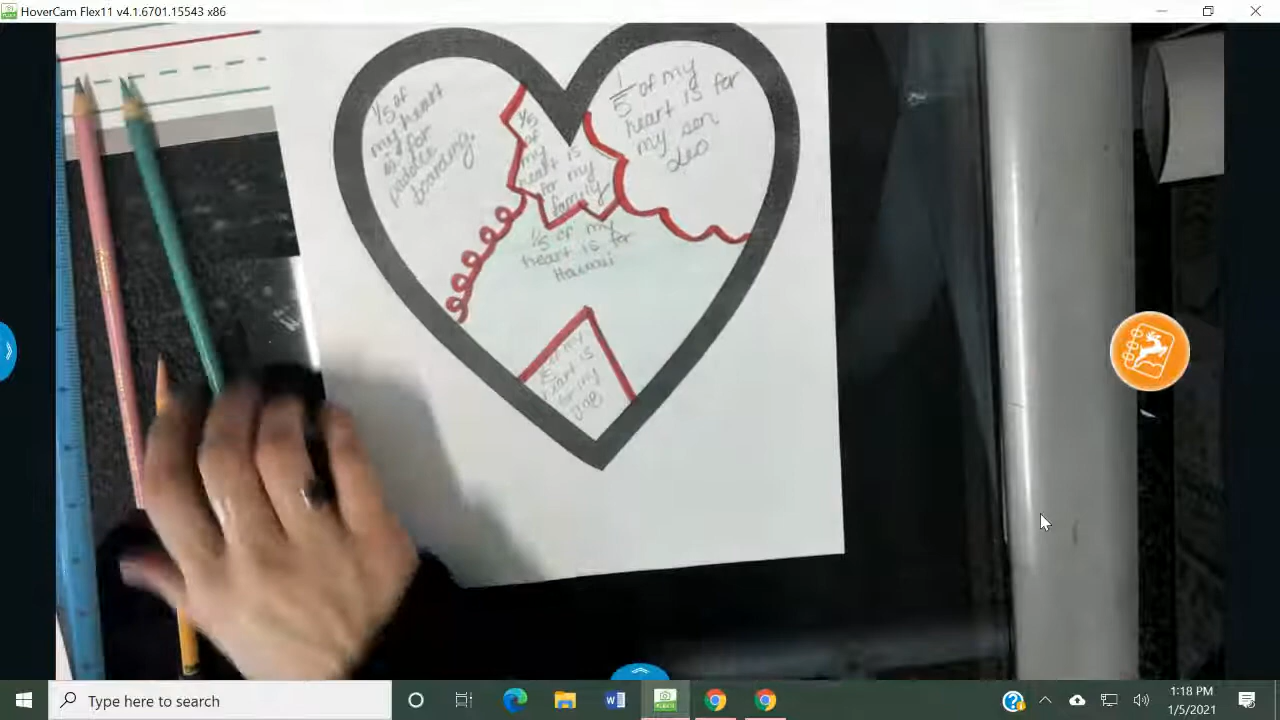 HoverCam Flex11 v4.1.6701.15543 x86
1/5 of
my heart
is for
paddle
boarding.
1/5
of
my
heart is
for my
family
1/5 of my
heart is for
my son
Leo
1/5 of my
heart is for
Hawaii
of my
heart is
for my
Type here to search
1:18 PM
1/5/2021